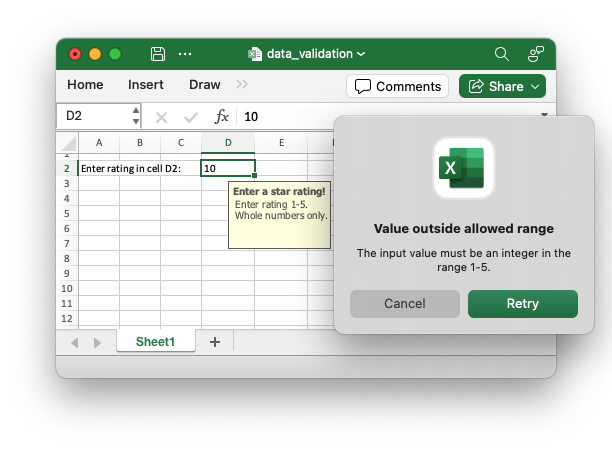 data_validation
Home Insert Draw Comments Share
D2 fx 10
A B C D E
1
2 Enter rating in cell D2: 10
3
Enter a star rating!
4 Enter rating 1-5.
5 Whole numbers only.
6
7
8
9
10
11
12
X
Value outside allowed range
The input value must be an integer in the
range 1-5.
Cancel Retry
Sheet1 +